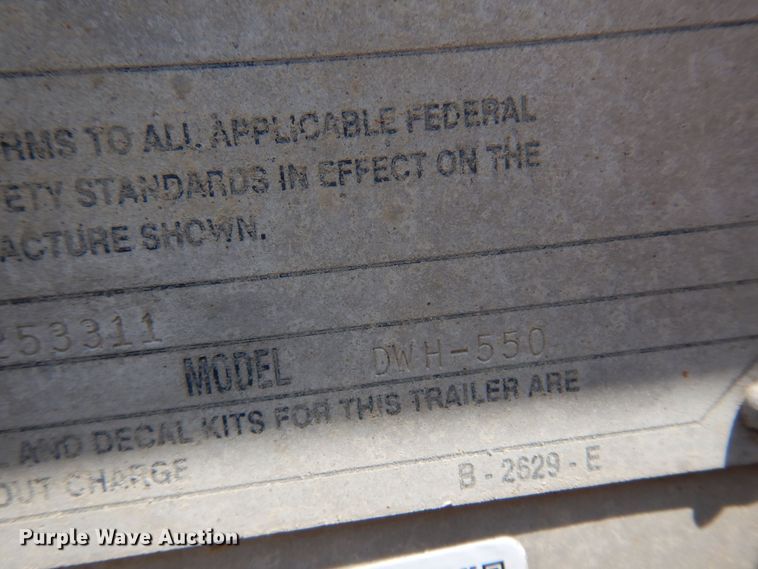 RMS TO ALL APPLICABLE FEDERAL
ETY STANDARDS IN EFFECT ON THE
ACTURE SHOWN.
253311
MODEL DWH-550
AND DECAL KITS FOR THIS TRAILER ARE
OUT CHARGE
B - 2629 - E
Purple Wave Auction